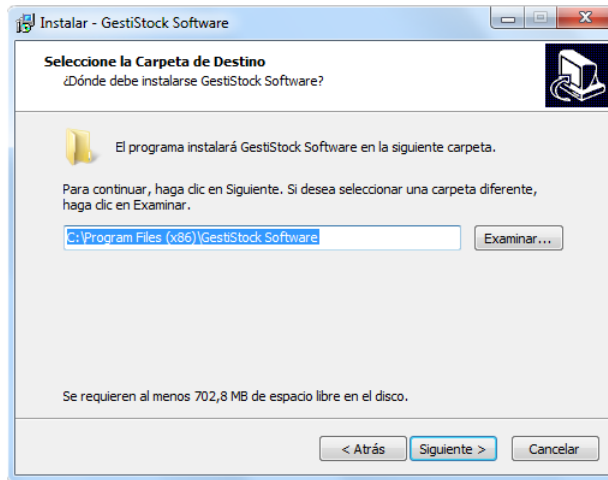 Instalar - GestiStock Software
Seleccione la Carpeta de Destino
¿Dónde debe instalarse GestiStock Software?
El programa instalará GestiStock Software en la siguiente carpeta.
Para continuar, haga clic en Siguiente. Si desea seleccionar una carpeta diferente,
haga clic en Examinar.
C:\Program Files (x86)\GestiStock Software
Examinar...
Se requieren al menos 702,8 MB de espacio libre en el disco.
< Atrás
Siguiente >
Cancelar